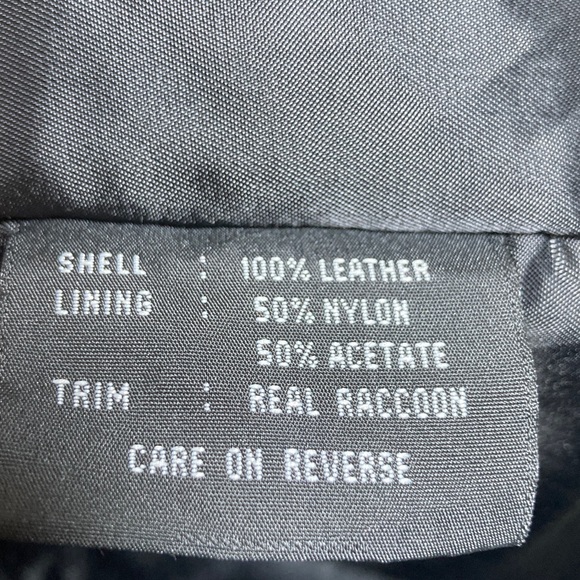 SHELL : 100% LEATHER
LINING : 50% NYLON
50% ACETATE
TRIM : REAL RACCOON
CARE ON REVERSE